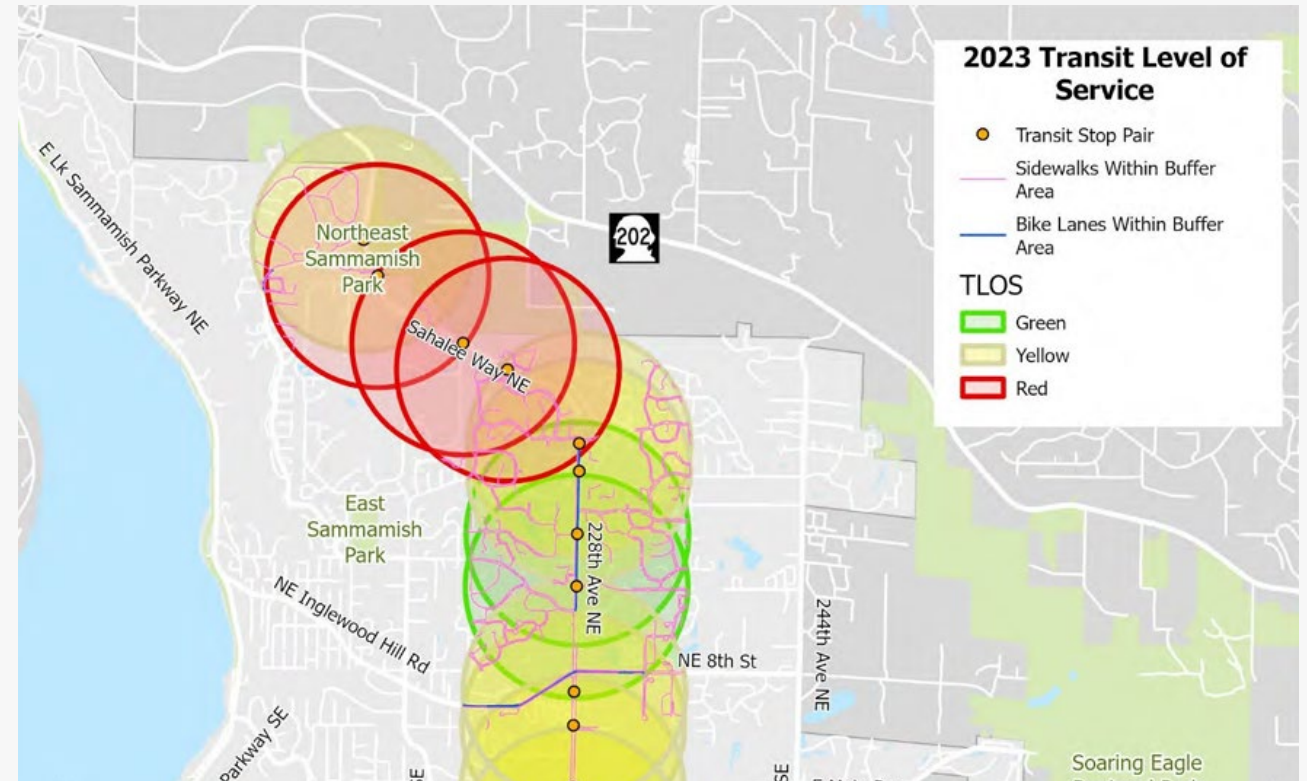 2023 Transit Level of
Service
Transit Stop Pair
Sidewalks Within Buffer
Area
Bike Lanes Within Buffer
Area
TLOS
Green
Yellow
Red
E Lk Sammamish Parkway NE
Northeast
Sammamish
Park
202
Sahalee Way NE
East
Sammamish
Park
228th Ave NE
NE Inglewood Hill Rd
NE 8th St
244th Ave NE
Parkway SE
SE
SE
Soaring Eagle